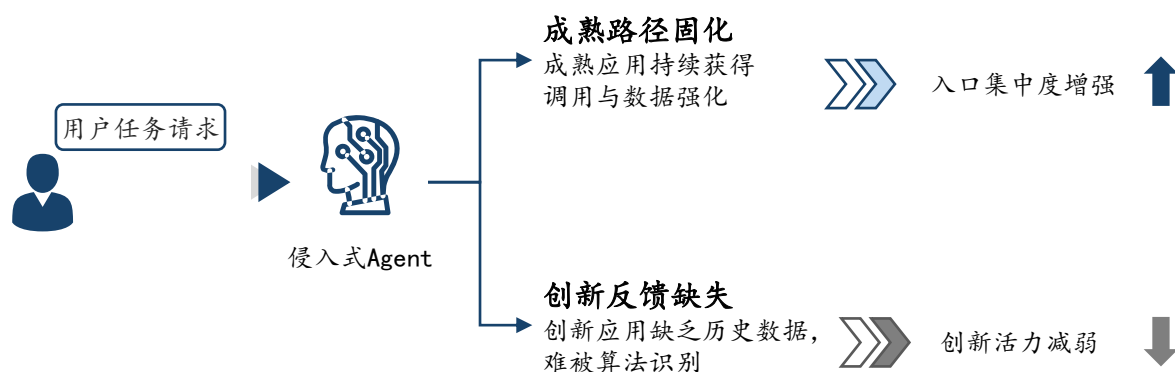 用户任务请求
侵入式Agent
成熟路径固化
成熟应用持续获得
调用与数据强化
入口集中度增强
创新反馈缺失
创新应用缺乏历史数据，
难被算法识别
创新活力减弱